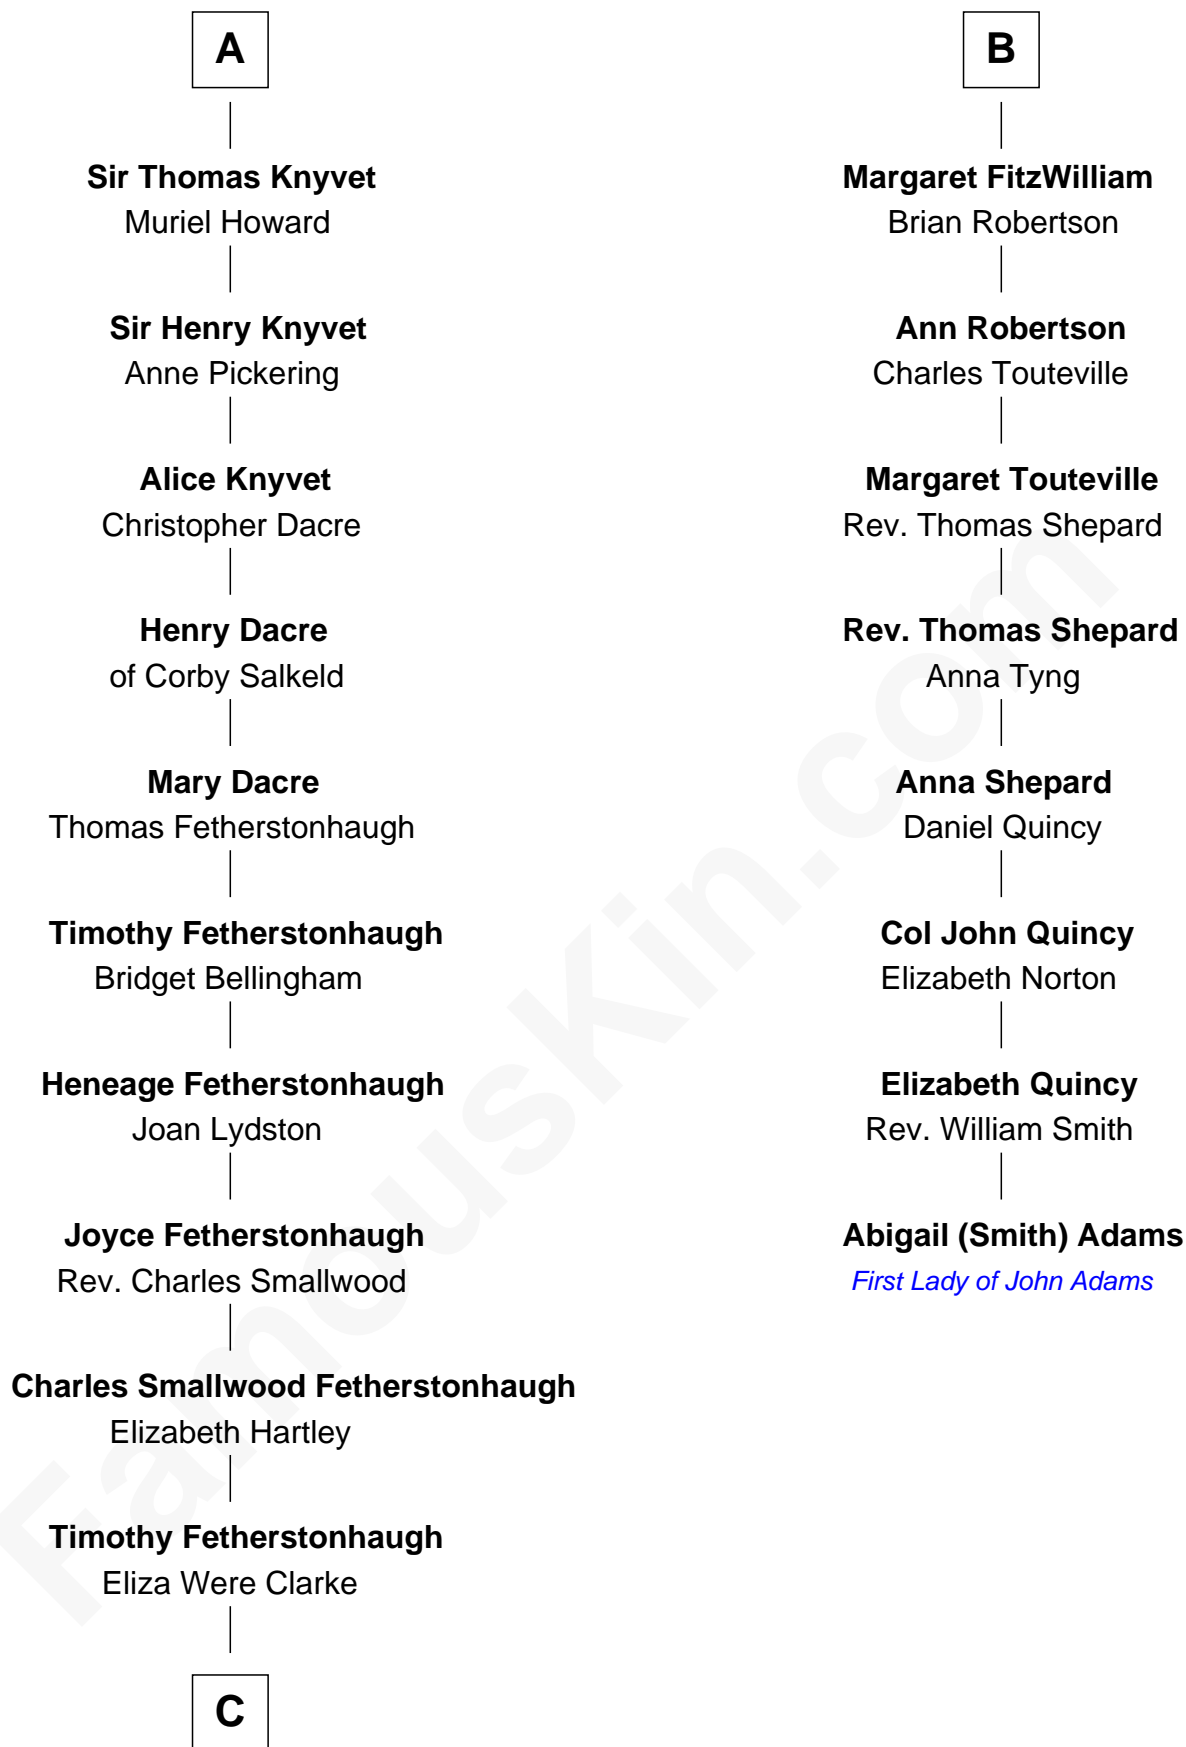 A
Sir Thomas Knyvet
Muriel Howard
Sir Henry Knyvet
Anne Pickering
Alice Knyvet
Christopher Dacre
Henry Dacre
of Corby Salkeld
Mary Dacre
Thomas Fetherstonhaugh
Timothy Fetherstonhaugh
Bridget Bellingham
Heneage Fetherstonhaugh
Joan Lydston
Joyce Fetherstonhaugh
Rev. Charles Smallwood
Charles Smallwood Fetherstonhaugh
Elizabeth Hartley
Timothy Fetherstonhaugh
Eliza Were Clarke
C
B
Margaret FitzWilliam
Brian Robertson
Ann Robertson
Charles Touteville
Margaret Touteville
Rev. Thomas Shepard
Rev. Thomas Shepard
Anna Tyng
Anna Shepard
Daniel Quincy
Col John Quincy
Elizabeth Norton
Elizabeth Quincy
Rev. William Smith
Abigail (Smith) Adams
First Lady of John Adams
FamousKin.com